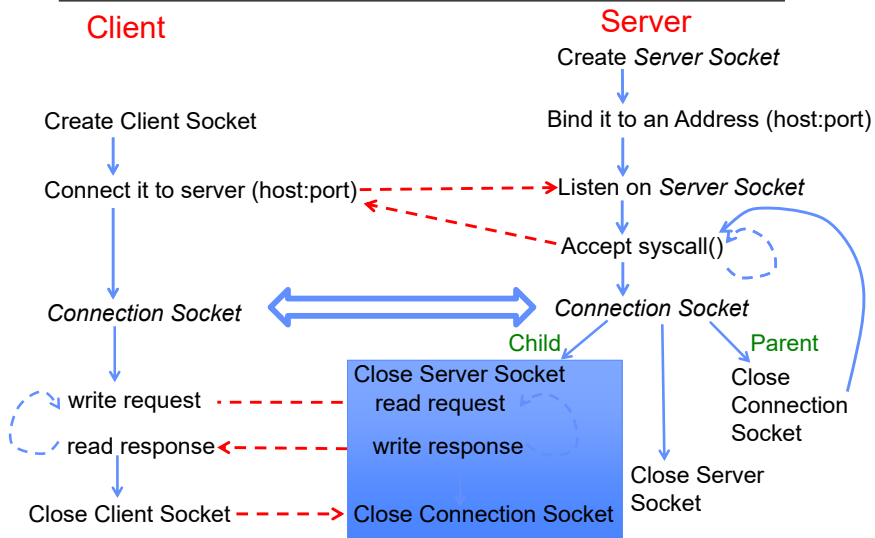 Client
Server
Create Server Socket
Create Client Socket
Bind it to an Address (host:port)
Connect it to server (host:port)
Listen on Server Socket
Accept syscall()
Connection Socket
Connection Socket
Child
Parent
Close Server Socket
Close
Connection
Socket
write request
read request
read response
write response
Close Server
Socket
Close Client Socket
Close Connection Socket